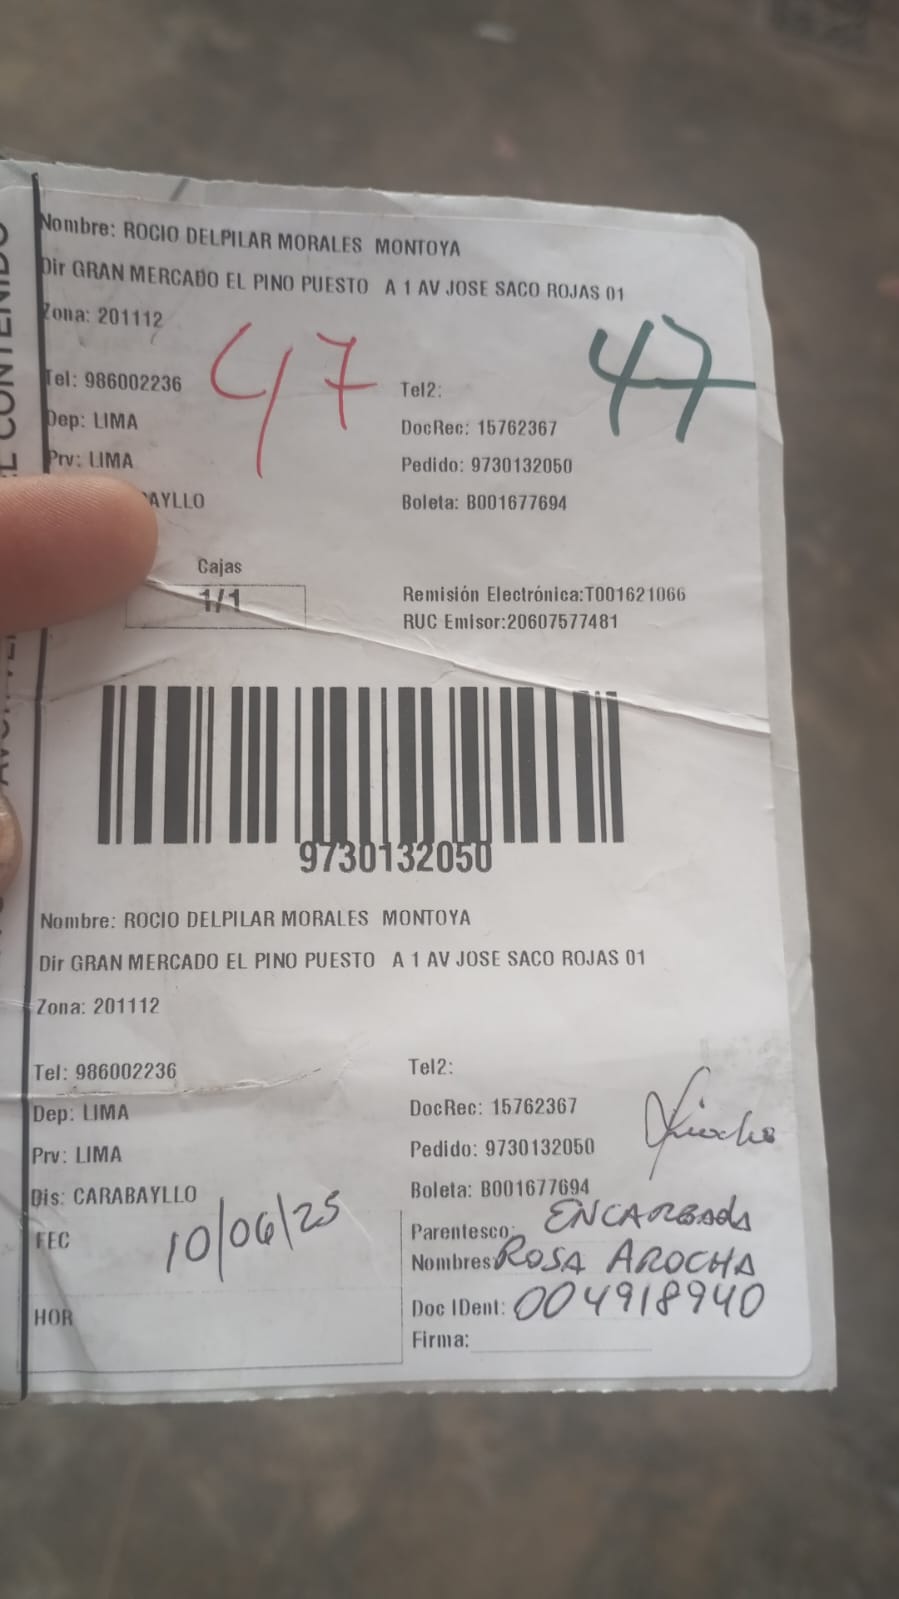 Nombre: ROCIO DELPILAR MORALES MONTOYA
Dir GRAN MERCADO EL PINO PUESTO A 1 AV JOSE SACO ROJAS 01
Zona: 201112
47
47
Tel: 986002236
Tel2:
Dep: LIMA
DocRec: 15762367
Prv: LIMA
Pedido: 9730132050
AYLLO
Boleta: B001677694
Cajas
1/1
Remisión Electrónica:T001621066
RUC Emisor:20607577481
9730132050
Nombre: ROCIO DELPILAR MORALES MONTOYA
Dir GRAN MERCADO EL PINO PUESTO A 1 AV JOSE SACO ROJAS 01
Zona: 201112
Tel: 986002236
Tel2:
Dep: LIMA
DocRec: 15762367
Prv: LIMA
Pedido: 9730132050
Dis: CARABAYLLO
Boleta: B001677694
FEC 10/06/25
Parentesco: ENCARGADA
Nombres: ROSA AROCHA
HOR
Doc IDent: 004918940
Firma:
CONTENIDO